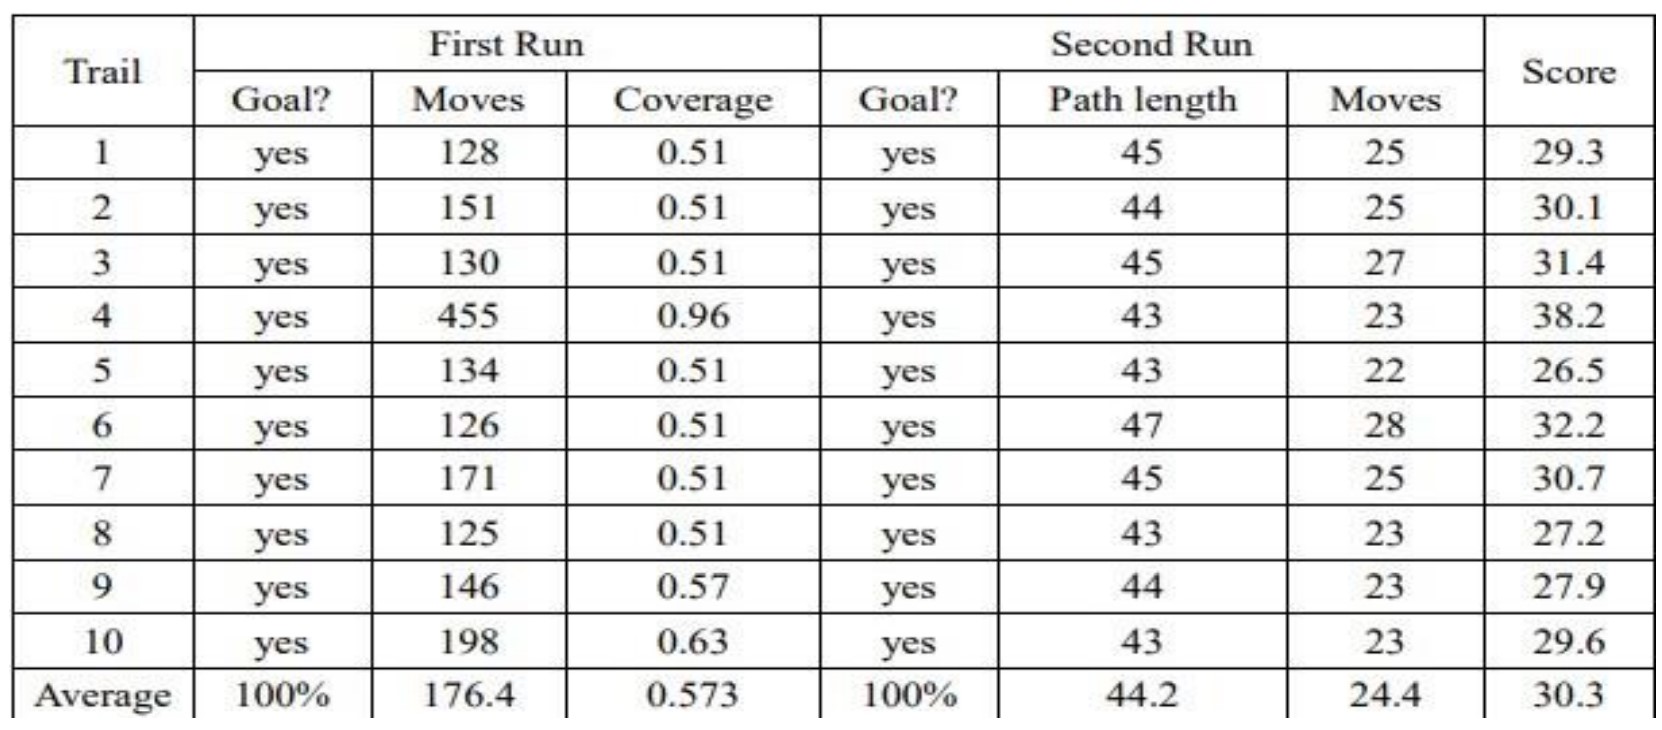 Trail First Run Second Run Score
Goal? Moves Coverage Goal? Path length Moves
1 yes 128 0.51 yes 45 25 29.3
2 yes 151 0.51 yes 44 25 30.1
3 yes 130 0.51 yes 45 27 31.4
4 yes 455 0.96 yes 43 23 38.2
5 yes 134 0.51 yes 43 22 26.5
6 yes 126 0.51 yes 47 28 32.2
7 yes 171 0.51 yes 45 25 30.7
8 yes 125 0.51 yes 43 23 27.2
9 yes 146 0.57 yes 44 23 27.9
10 yes 198 0.63 yes 43 23 29.6
Average 100% 176.4 0.573 100% 44.2 24.4 30.3